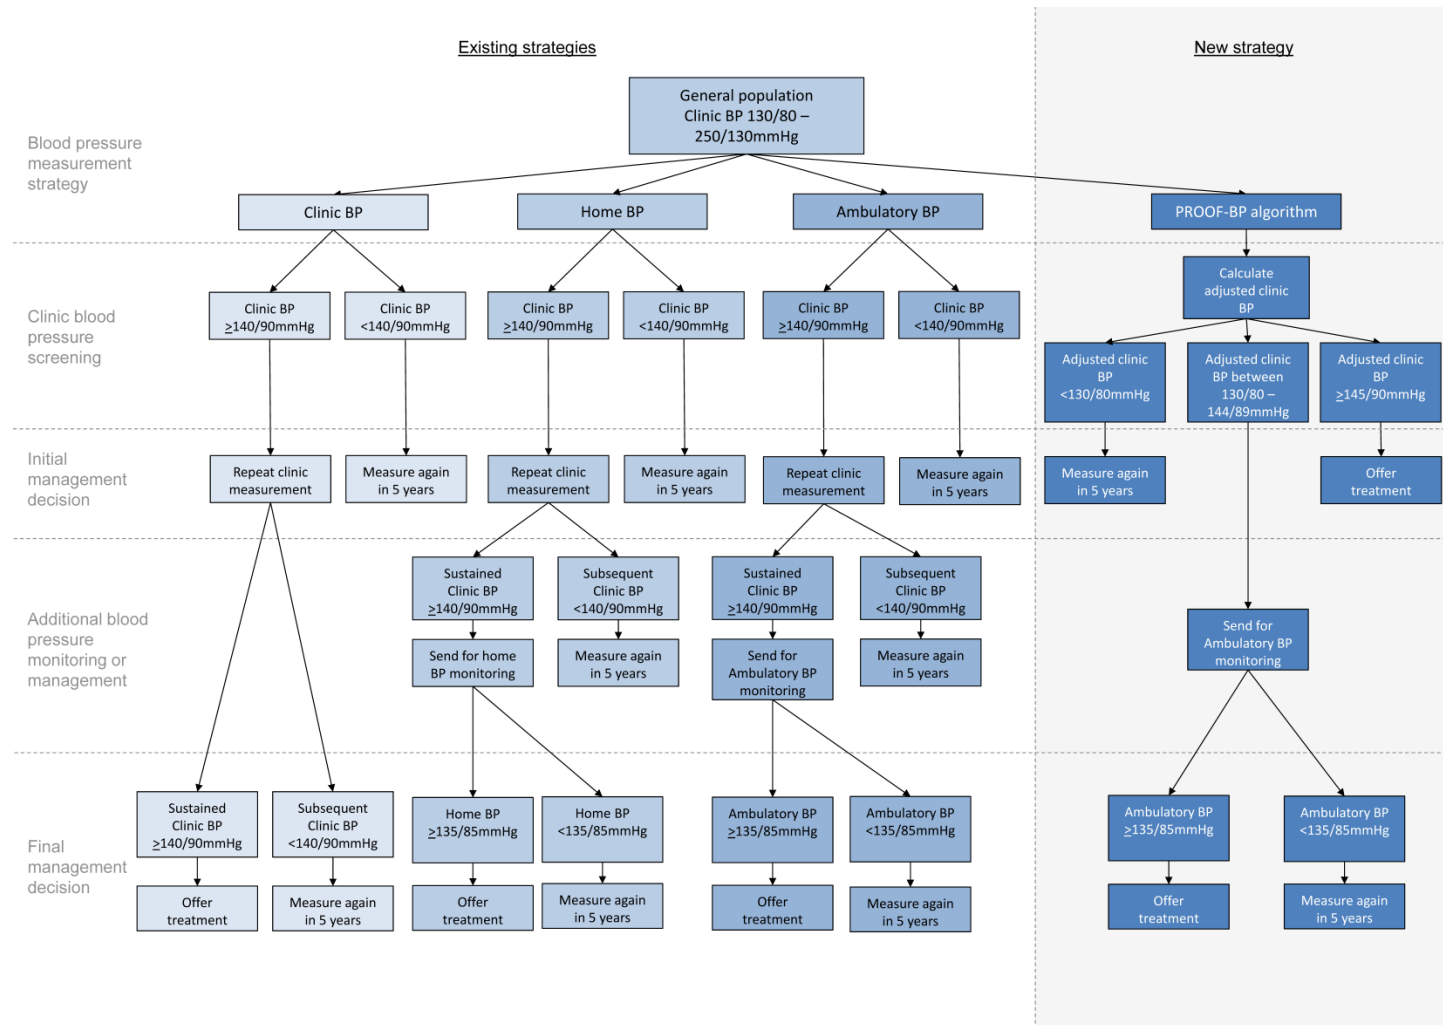 Existing strategies
New strategy
General population
Clinic BP 130/80 –
250/130mmHg
Blood pressure
measurement
strategy
Clinic BP
Home BP
Ambulatory BP
PROOF-BP algorithm
Clinic blood
pressure
screening
Clinic BP
≥140/90mmHg
Clinic BP
<140/90mmHg
Clinic BP
≥140/90mmHg
Clinic BP
<140/90mmHg
Clinic BP
≥140/90mmHg
Clinic BP
<140/90mmHg
Calculate
adjusted clinic
BP
Adjusted clinic
BP
<130/80mmHg
Adjusted clinic
BP between
130/80 –
144/89mmHg
Adjusted clinic
BP
≥145/90mmHg
Initial
management
decision
Repeat clinic
measurement
Measure again
in 5 years
Repeat clinic
measurement
Measure again
in 5 years
Repeat clinic
measurement
Measure again
in 5 years
Measure again
in 5 years
Offer
treatment
Additional blood
pressure
monitoring or
management
Sustained
Clinic BP
≥140/90mmHg
Subsequent
Clinic BP
<140/90mmHg
Sustained
Clinic BP
≥140/90mmHg
Subsequent
Clinic BP
<140/90mmHg
Send for home
BP monitoring
Measure again
in 5 years
Send for
Ambulatory BP
monitoring
Measure again
in 5 years
Send for
Ambulatory BP
monitoring
Final
management
decision
Sustained
Clinic BP
≥140/90mmHg
Subsequent
Clinic BP
<140/90mmHg
Home BP
≥135/85mmHg
Home BP
<135/85mmHg
Ambulatory BP
≥135/85mmHg
Ambulatory BP
<135/85mmHg
Ambulatory BP
≥135/85mmHg
Ambulatory BP
<135/85mmHg
Offer
treatment
Measure again
in 5 years
Offer
treatment
Measure again
in 5 years
Offer
treatment
Measure again
in 5 years
Offer
treatment
Measure again
in 5 years